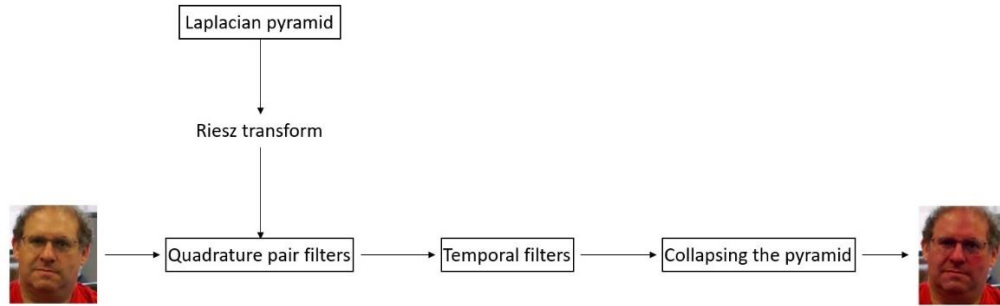 Laplacian pyramid
Riesz transform
Quadrature pair filters
Temporal filters
Collapsing the pyramid